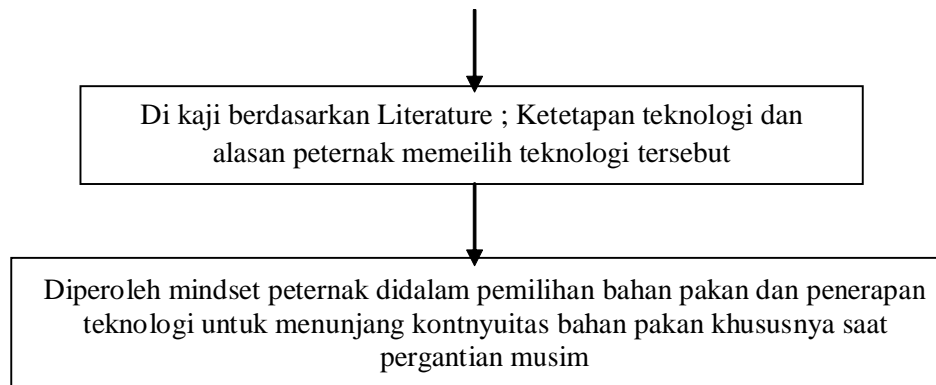 Di kaji berdasarkan Literature ; Ketetapan teknologi dan
alasan peternak memeilih teknologi tersebut
Diperoleh mindset peternak didalam pemilihan bahan pakan dan penerapan
teknologi untuk menunjang kontnyuitas bahan pakan khususnya saat
pergantian musim